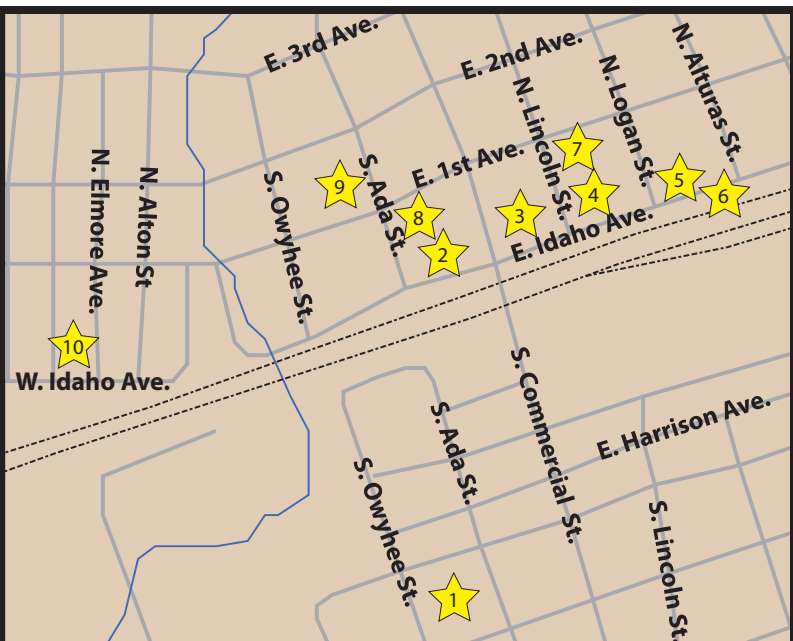 E. 3rd Ave.
E. 2nd Ave.
N. Alturas St.
N. Logan St.
N. Lincoln St.
E. 1st Ave.
7
N. Elmore Ave.
N. Alton St
S. Owyhee St.
9
S. Ada St.
8
3
4
5
6
2
E. Idaho Ave.
10
W. Idaho Ave.
S. Commercial St.
S. Ada St.
E. Harrison Ave.
S. Owyhee St.
S. Lincoln St.
1